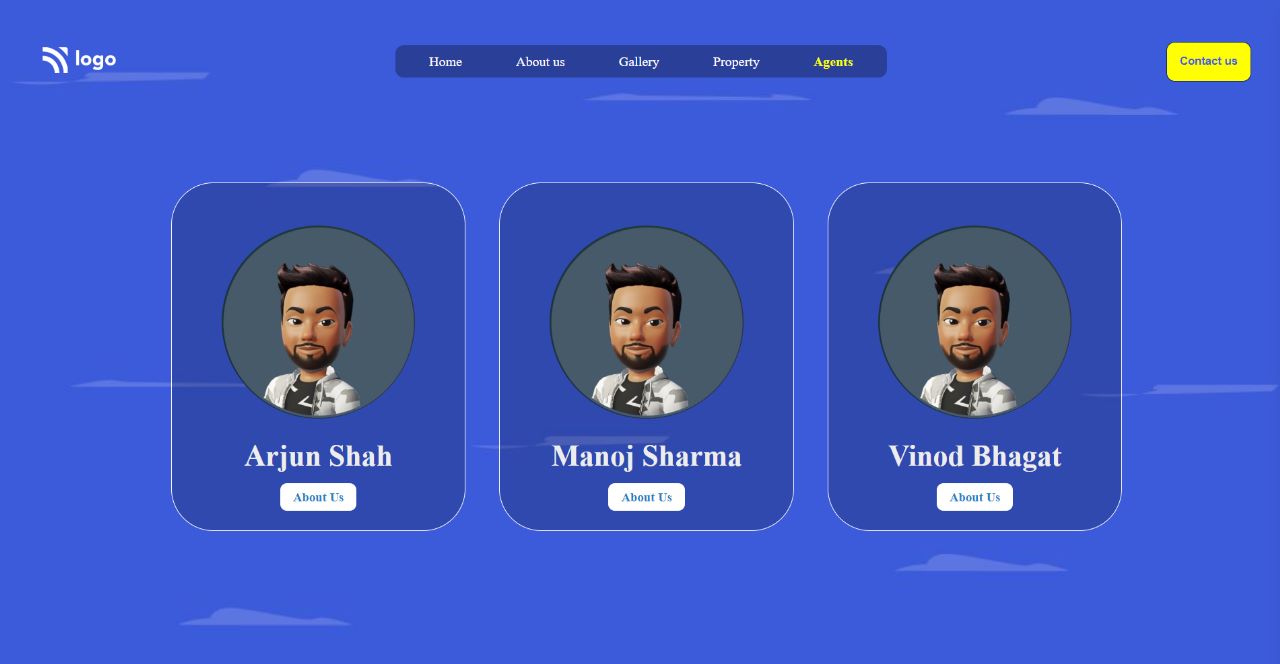 logo
Home About us Gallery Property Agents
Contact us
Arjun Shah
About Us
Manoj Sharma
About Us
Vinod Bhagat
About Us